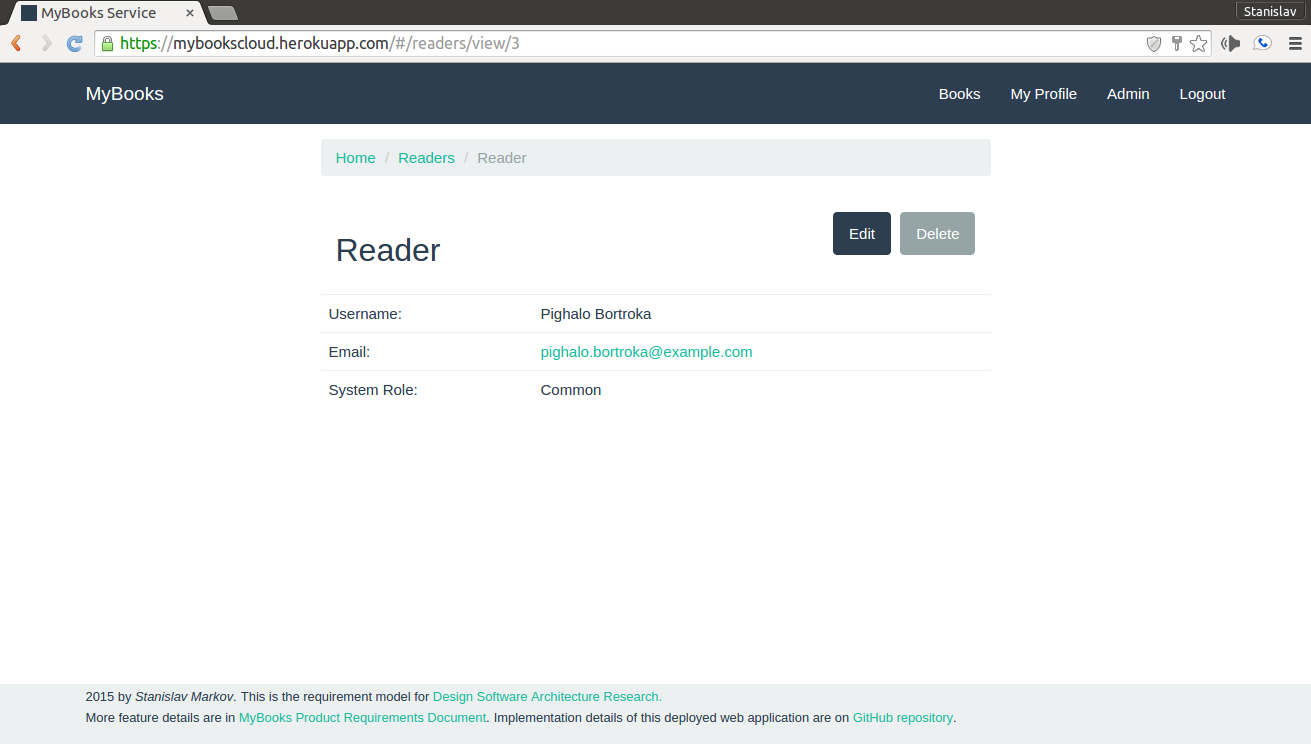 MyBooks Service ×
Stanislav
https://mybookscloud.herokuapp.com/#/readers/view/3
MyBooks Books My Profile Admin Logout
Home / Readers / Reader
Edit Delete
Reader
Username: Pighalo Bortroka
Email: pighalo.bortroka@example.com
System Role: Common
2015 by Stanislav Markov. This is the requirement model for Design Software Architecture Research.
More feature details are in MyBooks Product Requirements Document. Implementation details of this deployed web application are on GitHub repository.